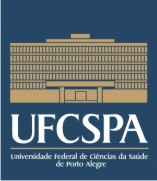 UFCSPA
Universidade Federal de Ciências da Saúde
de Porto Alegre